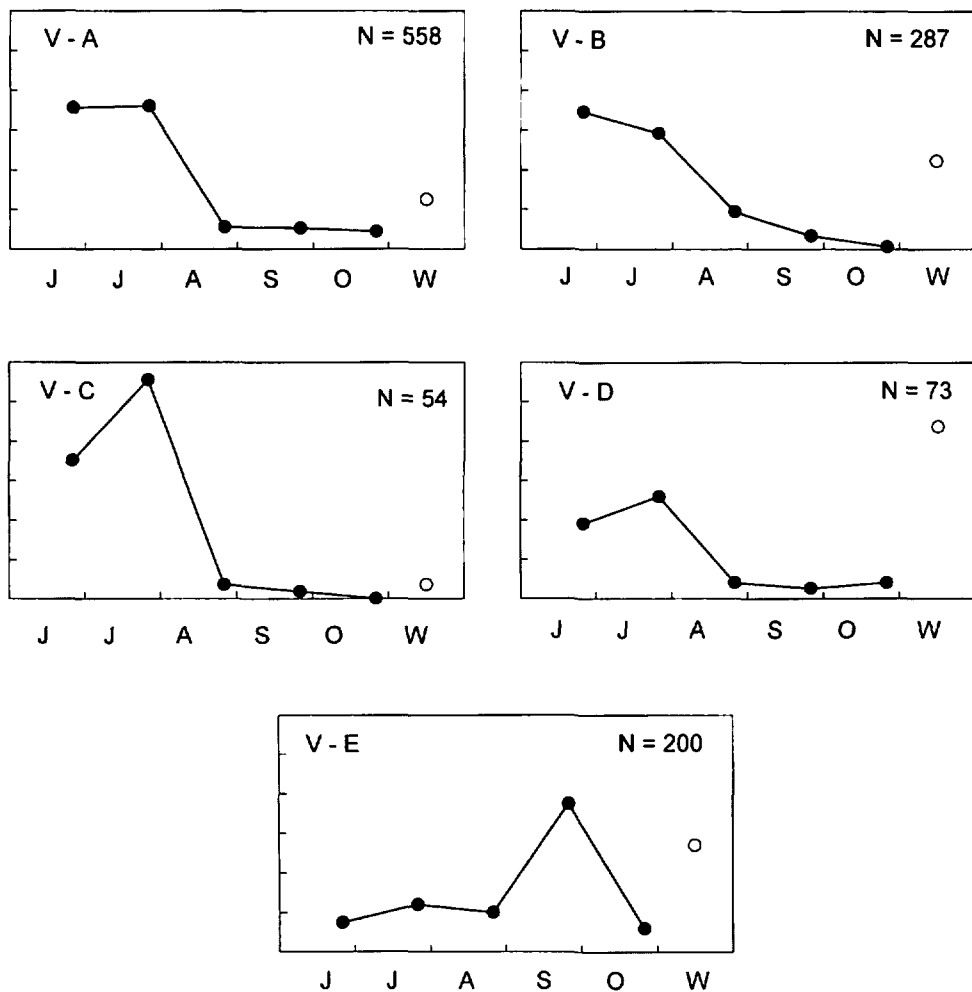 V - A N = 558
J J A S O W
V - B N = 287
J J A S O W
V - C N = 54
J J A S O W
V - D N = 73
J J A S O W
V - E N = 200
J J A S O W